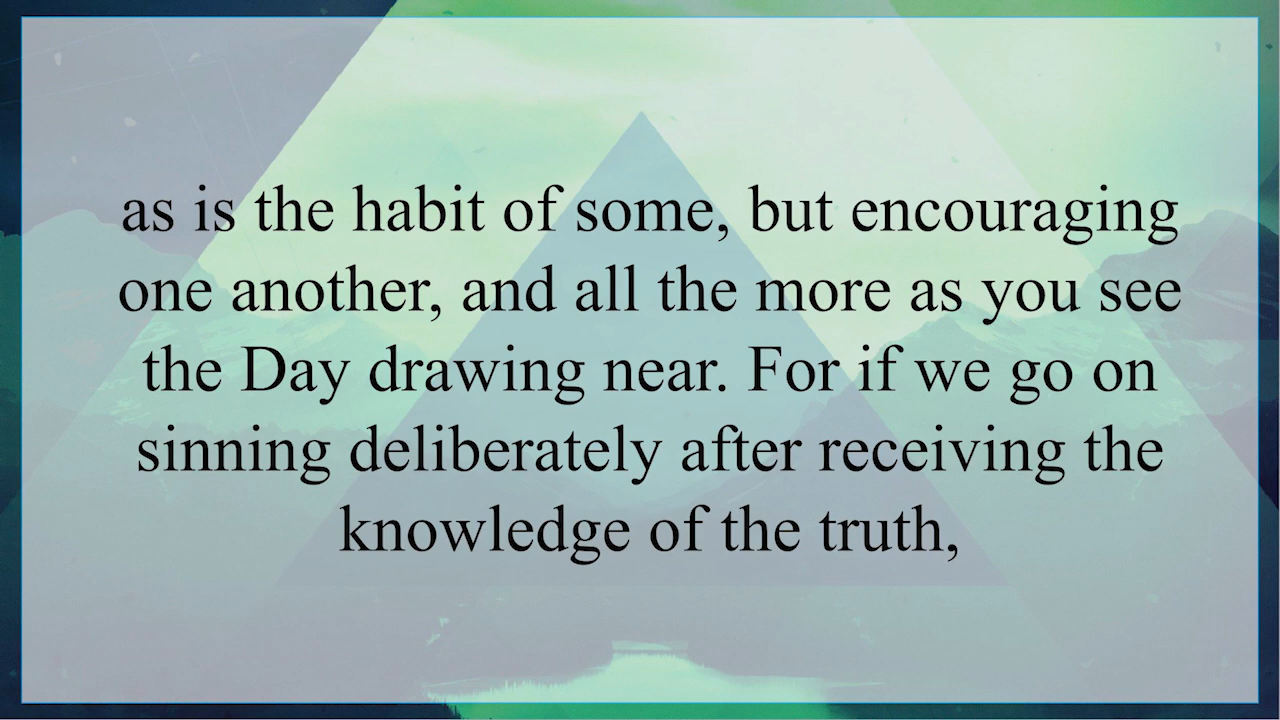 as is the habit of some, but encouraging
one another, and all the more as you see
the Day drawing near. For if we go on
sinning deliberately after receiving the
knowledge of the truth,